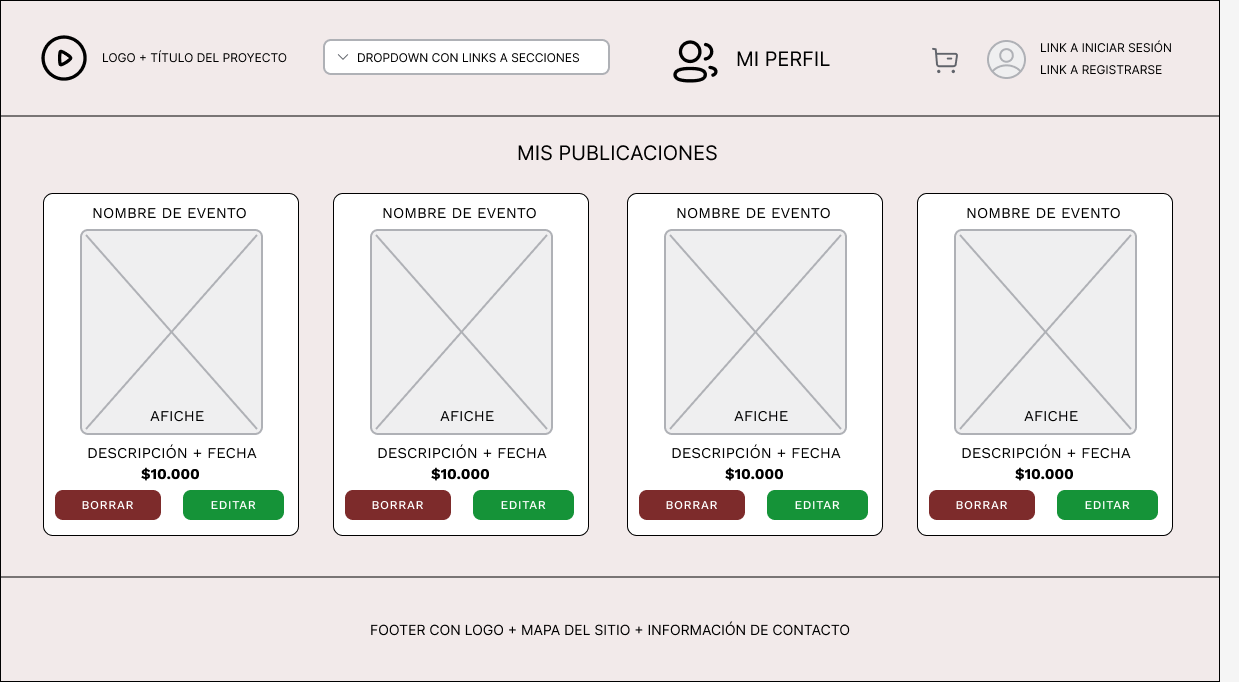 LOGO + TÍTULO DEL PROYECTO
DROPDOWN CON LINKS A SECCIONES
MI PERFIL
LINK A INICIAR SESIÓN
LINK A REGISTRARSE
MIS PUBLICACIONES
NOMBRE DE EVENTO
AFICHE
DESCRIPCIÓN + FECHA
$10.000
BORRAR
EDITAR
NOMBRE DE EVENTO
AFICHE
DESCRIPCIÓN + FECHA
$10.000
BORRAR
EDITAR
NOMBRE DE EVENTO
AFICHE
DESCRIPCIÓN + FECHA
$10.000
BORRAR
EDITAR
NOMBRE DE EVENTO
AFICHE
DESCRIPCIÓN + FECHA
$10.000
BORRAR
EDITAR
FOOTER CON LOGO + MAPA DEL SITIO + INFORMACIÓN DE CONTACTO